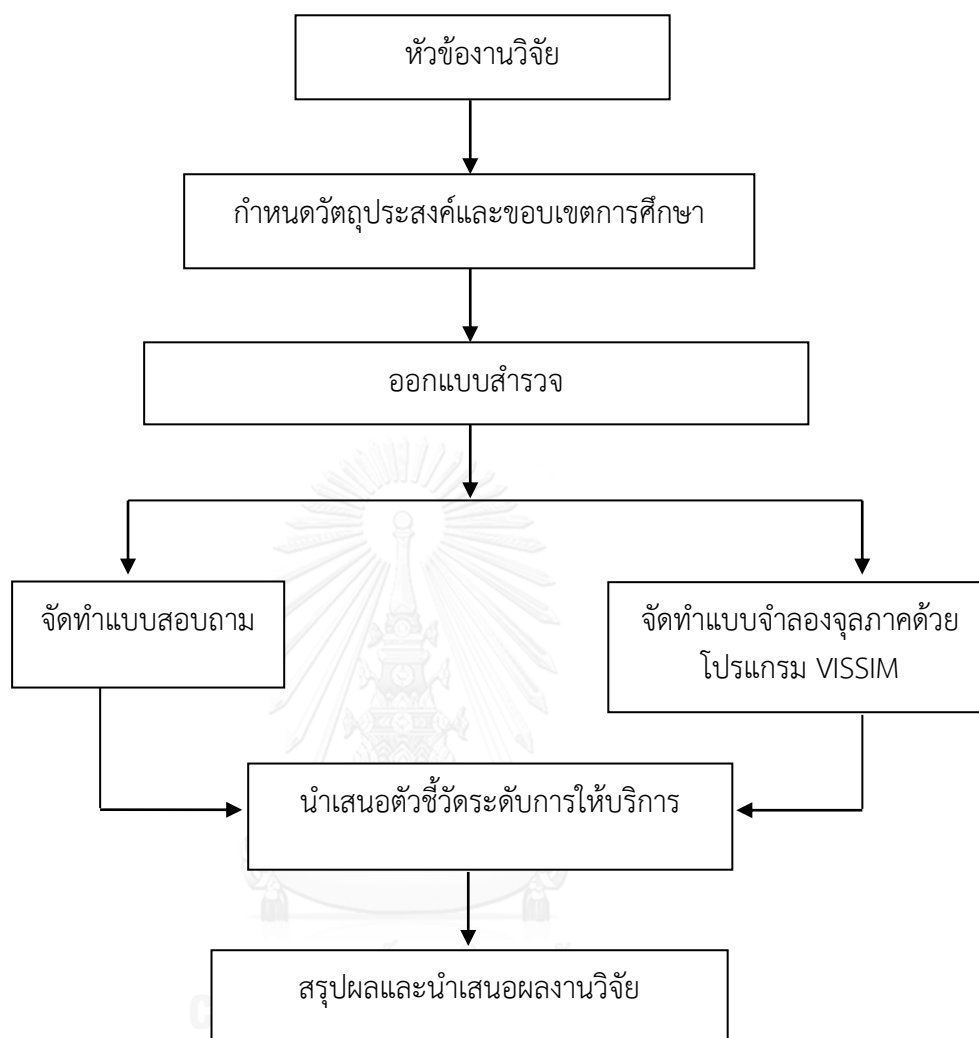 หัวข้องานวิจัย
กำหนดวัตถุประสงค์และขอบเขตการศึกษา
ออกแบบสำรวจ
จัดทำแบบสอบถาม
จัดทำแบบจำลองจุลภาคด้วย
โปรแกรม VISSIM
นำเสนอตัวชี้วัดระดับการให้บริการ
สรุปผลและนำเสนอผลงานวิจัย